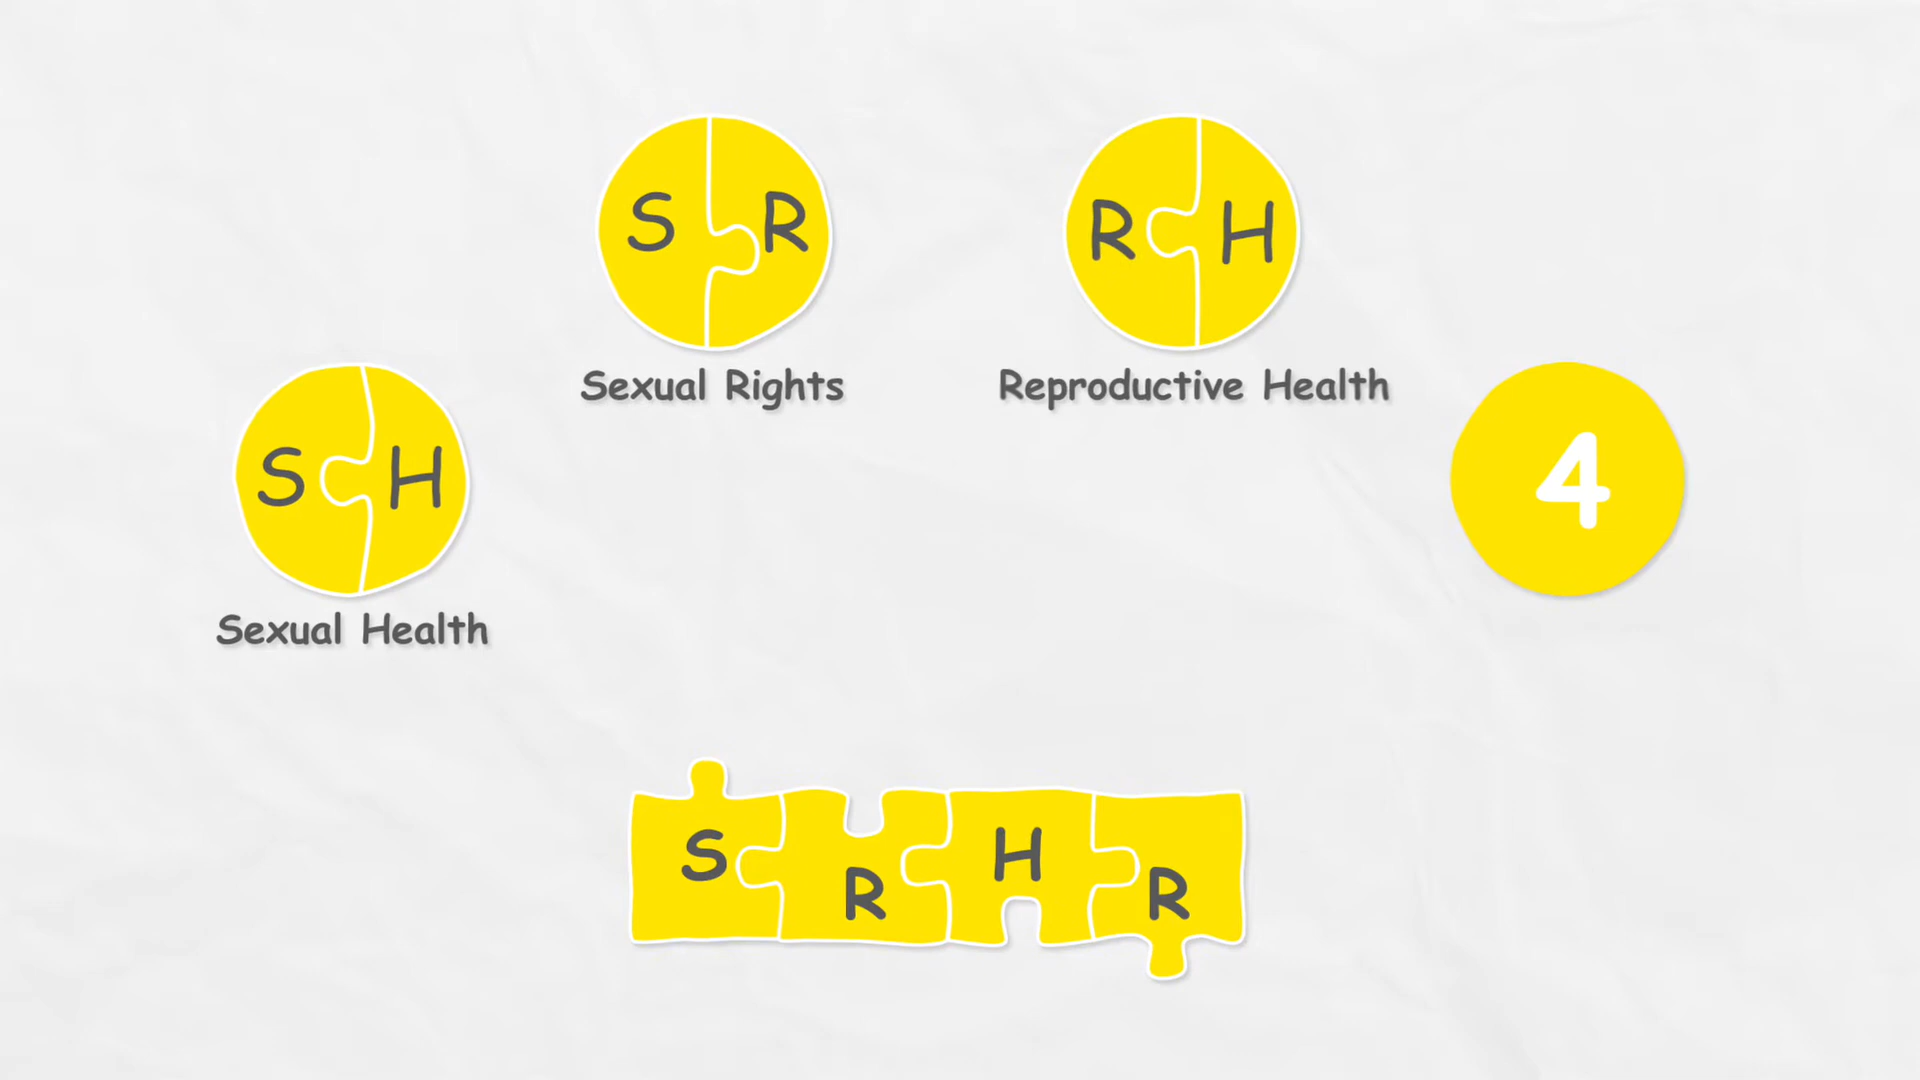 S R
Sexual Rights
R H
Reproductive Health
S H
Sexual Health
4
S R H R